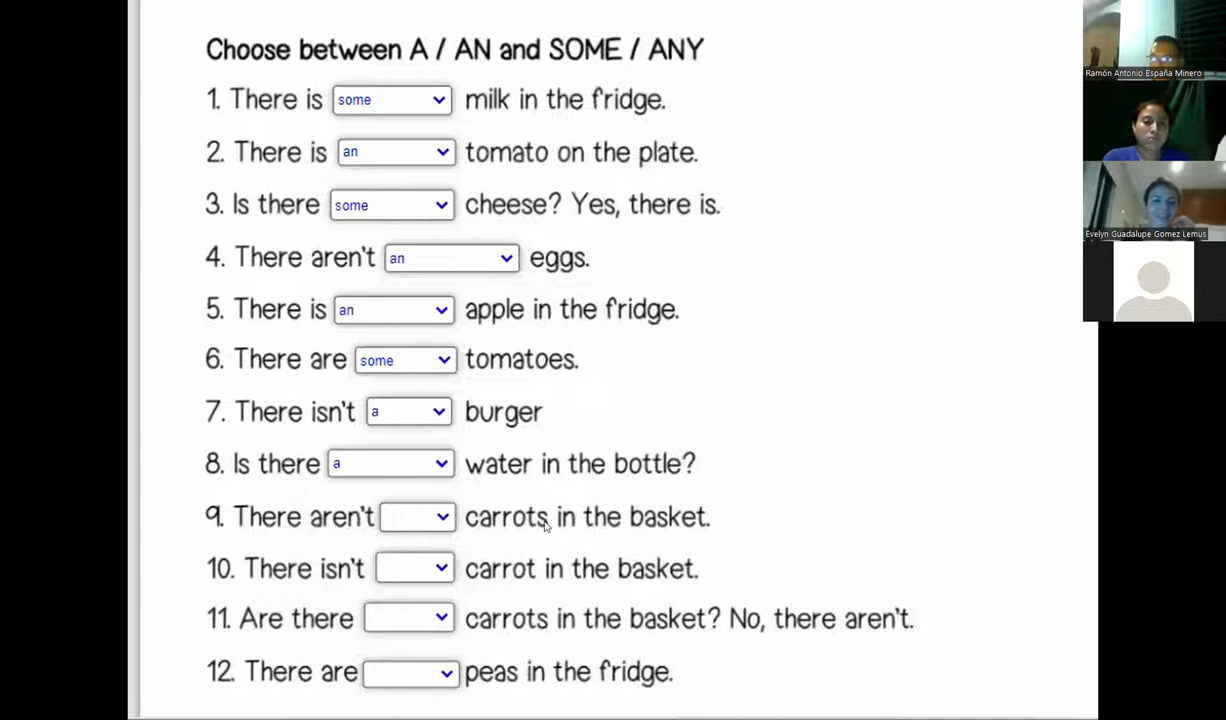 Choose between A / AN and SOME / ANY
1. There is some milk in the fridge.
2. There is an tomato on the plate.
3. Is there some cheese? Yes, there is.
4. There aren't an eggs.
5. There is an apple in the fridge.
6. There are some tomatoes.
7. There isn't a burger
8. Is there a water in the bottle?
9. There aren't carrots in the basket.
10. There isn't carrot in the basket.
11. Are there carrots in the basket? No, there aren't.
12. There are peas in the fridge.
Ramón Antonio España Minero
Evelyn Guadalupe Gomez Lemus